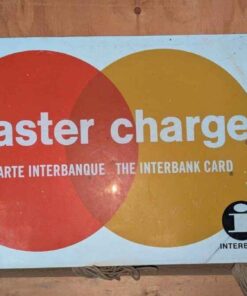 aster charge
ARTE INTERBANQUE THE INTERBANK CARD
i
INTERB